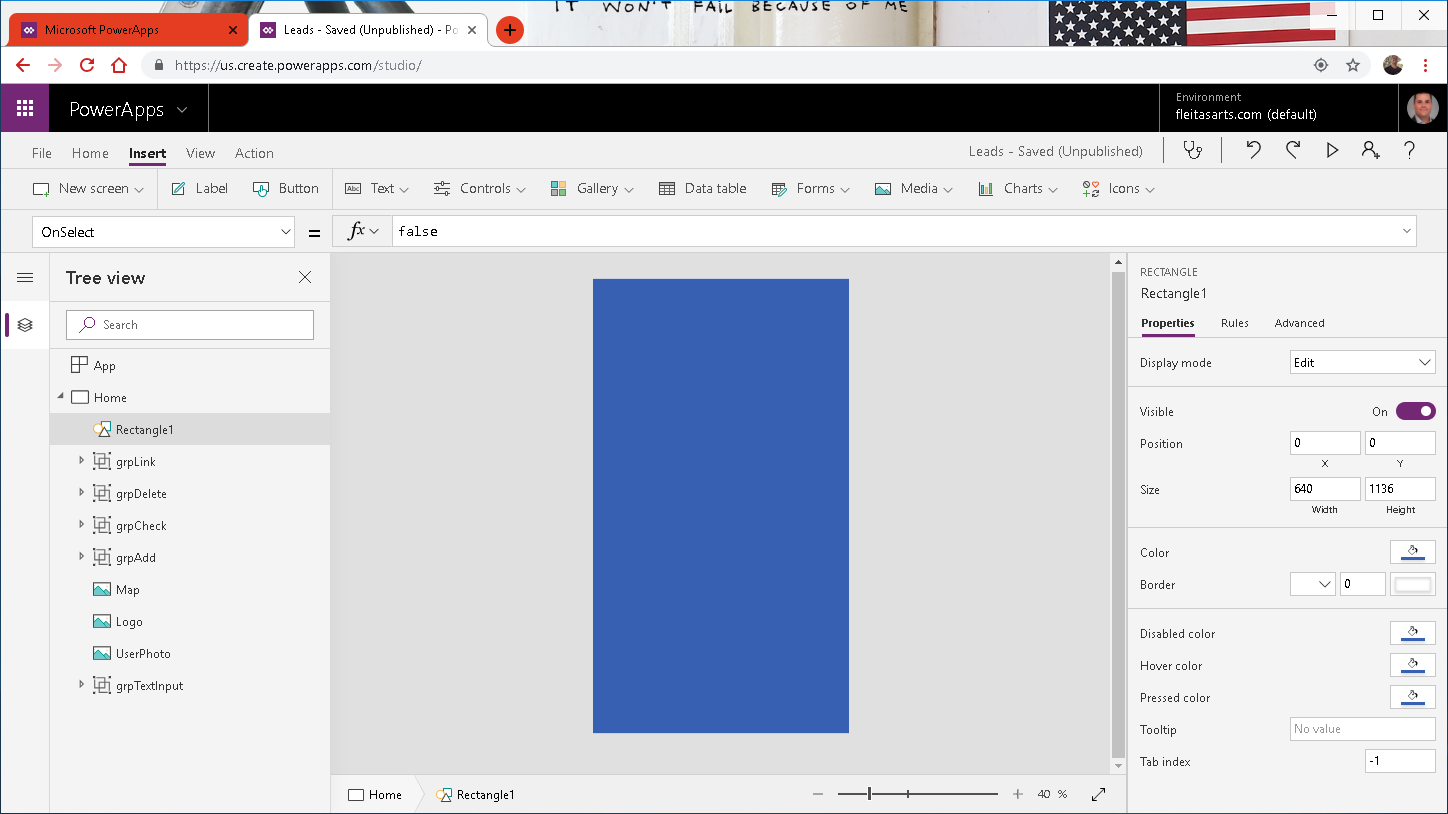 IT WON'T FAIL BECAUSE OF ME
Microsoft PowerApps
Leads - Saved (Unpublished) - Po
https://us.create.powerapps.com/studio/
PowerApps
Environment
fleitasarts.com (default)
File Home Insert View Action
Leads - Saved (Unpublished)
New screen Label Button Abc Text Controls Gallery Data table Forms Media Charts Icons
OnSelect = fx false
Tree view
Search
App
Home
Rectangle1
grpLink
grpDelete
grpCheck
grpAdd
Map
Logo
UserPhoto
grpTextInput
Home Rectangle1
40 %
RECTANGLE
Rectangle1
Properties Rules Advanced
Display mode Edit
Visible On
Position 0 0
X Y
Size 640 1136
Width Height
Color
Border 0
Disabled color
Hover color
Pressed color
Tooltip No value
Tab index -1